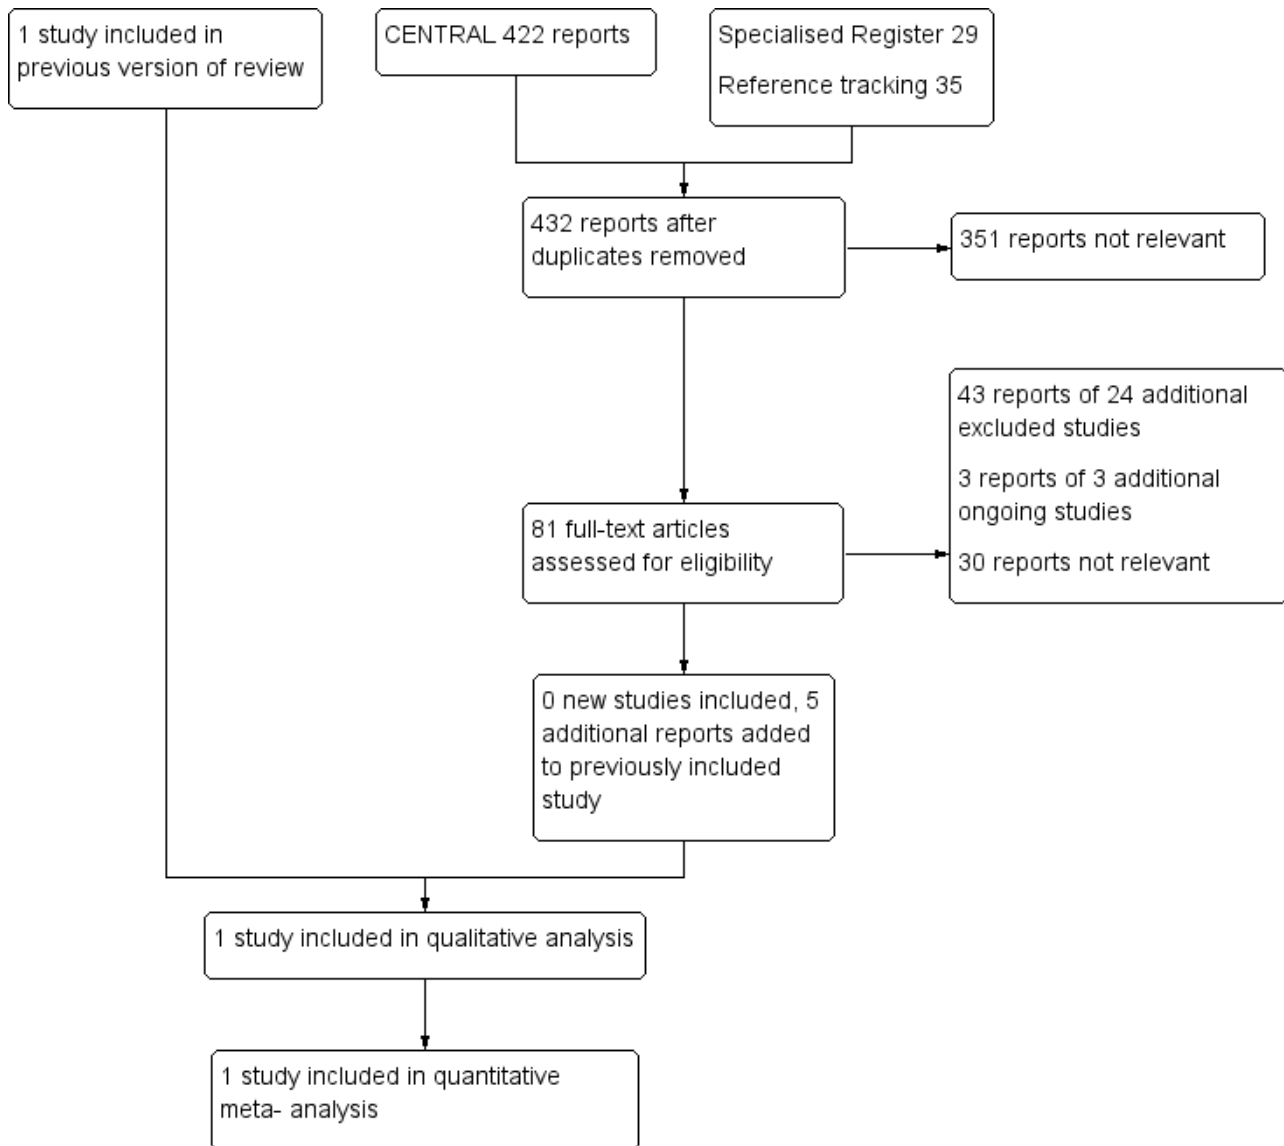 1 study included in
previous version of review
CENTRAL 422 reports
Specialised Register 29
Reference tracking 35
432 reports after
duplicates removed
351 reports not relevant
43 reports of 24 additional
excluded studies
3 reports of 3 additional
ongoing studies
30 reports not relevant
81 full-text articles
assessed for eligibility
0 new studies included, 5
additional reports added
to previously included
study
1 study included in qualitative analysis
1 study included in quantitative
meta- analysis